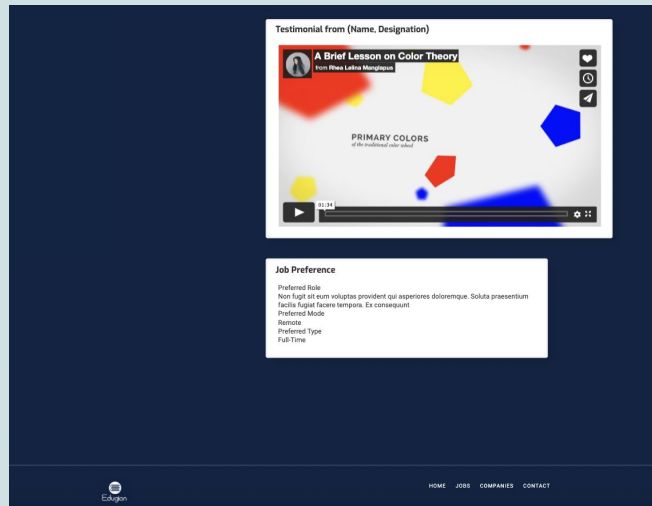 Testimonial from (Name, Designation)
A Brief Lesson on Color Theory
from Rhea Lelina Manglapus
PRIMARY COLORS
of the traditional color school
01:34
Job Preference
Preferred Role
Non fugit sit eum voluptas provident qui asperiores doloremque. Soluta praesentium
facilis fugiat facere tempora. Ex consequunt
Preferred Mode
Remote
Preferred Type
Full-Time
Edugion
HOME JOBS COMPANIES CONTACT